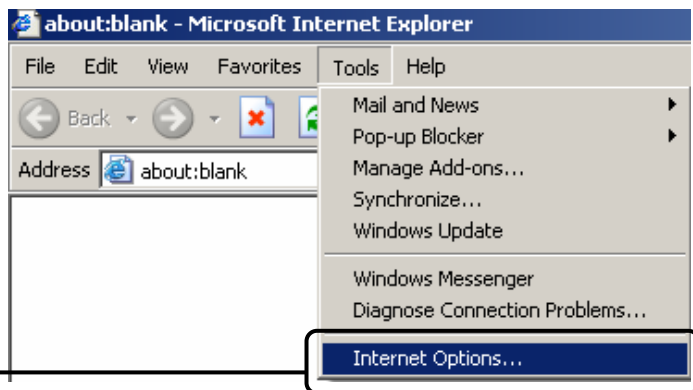 about:blank - Microsoft Internet Explorer
File Edit View Favorites Tools Help
Back
Address about:blank
Mail and News
Pop-up Blocker
Manage Add-ons...
Synchronize...
Windows Update
Windows Messenger
Diagnose Connection Problems...
Internet Options...